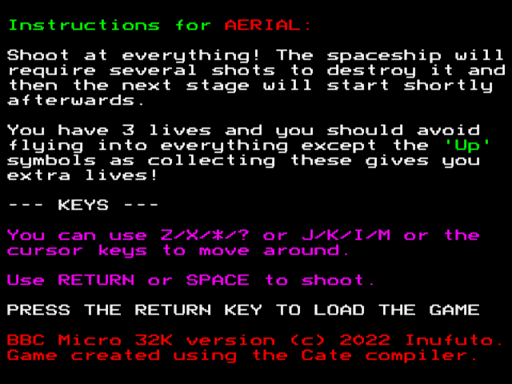 Instructions for AERIAL:
Shoot at everything! The spaceship will
require several shots to destroy it and
then the next stage will start shortly
afterwards.
You have 3 lives and you should avoid
flying into everything except the 'Up'
symbols as collecting these gives you
extra lives!
--- KEYS ---
You can use Z/X/*/? or J/K/I/M or the
cursor keys to move around.
Use RETURN or SPACE to shoot.
PRESS THE RETURN KEY TO LOAD THE GAME
BBC Micro 32K version (c) 2022 Inufuto.
Game created using the Cate compiler.